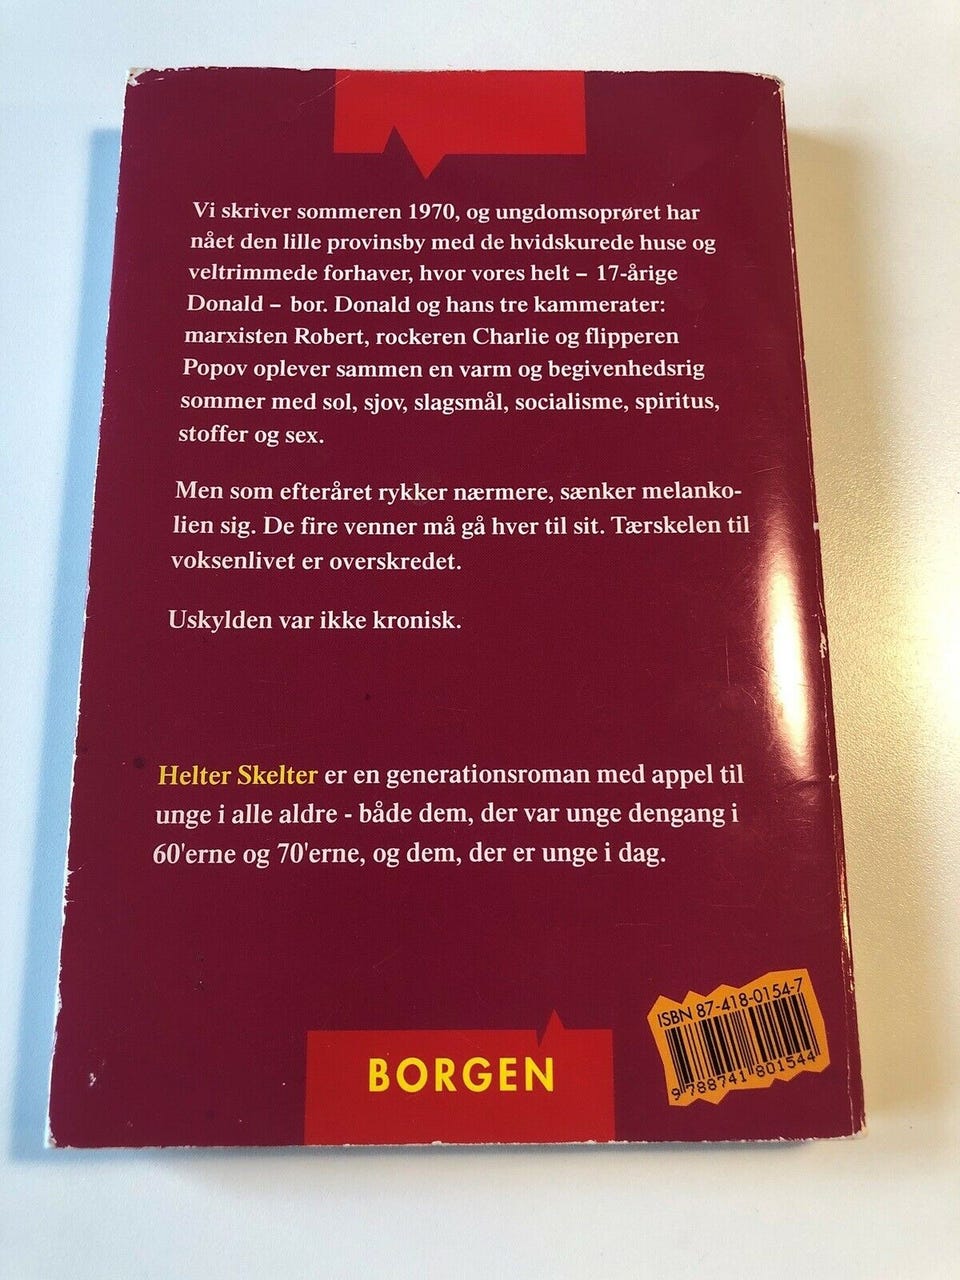 Vi skriver sommeren 1970, og ungdomsoprøret har
nået den lille provinsby med de hvidskurede huse og
veltrimmede forhaver, hvor vores helt – 17-årige
Donald – bor. Donald og hans tre kammerater:
marxisten Robert, rockeren Charlie og flipperen
Popov oplever sammen en varm og begivenhedsrig
sommer med sol, sjov, slagsmål, socialisme, spiritus,
stoffer og sex.
Men som efteråret rykker nærmere, sænker melanko-
lien sig. De fire venner må gå hver til sit. Tærskelen til
voksenlivet er overskredet.
Uskylden var ikke kronisk.
Helter Skelter er en generationsroman med appel til
unge i alle aldre - både dem, der var unge dengang i
60'erne og 70'erne, og dem, der er unge i dag.
BORGEN
ISBN 87-418-0154-7
9 788741 801544